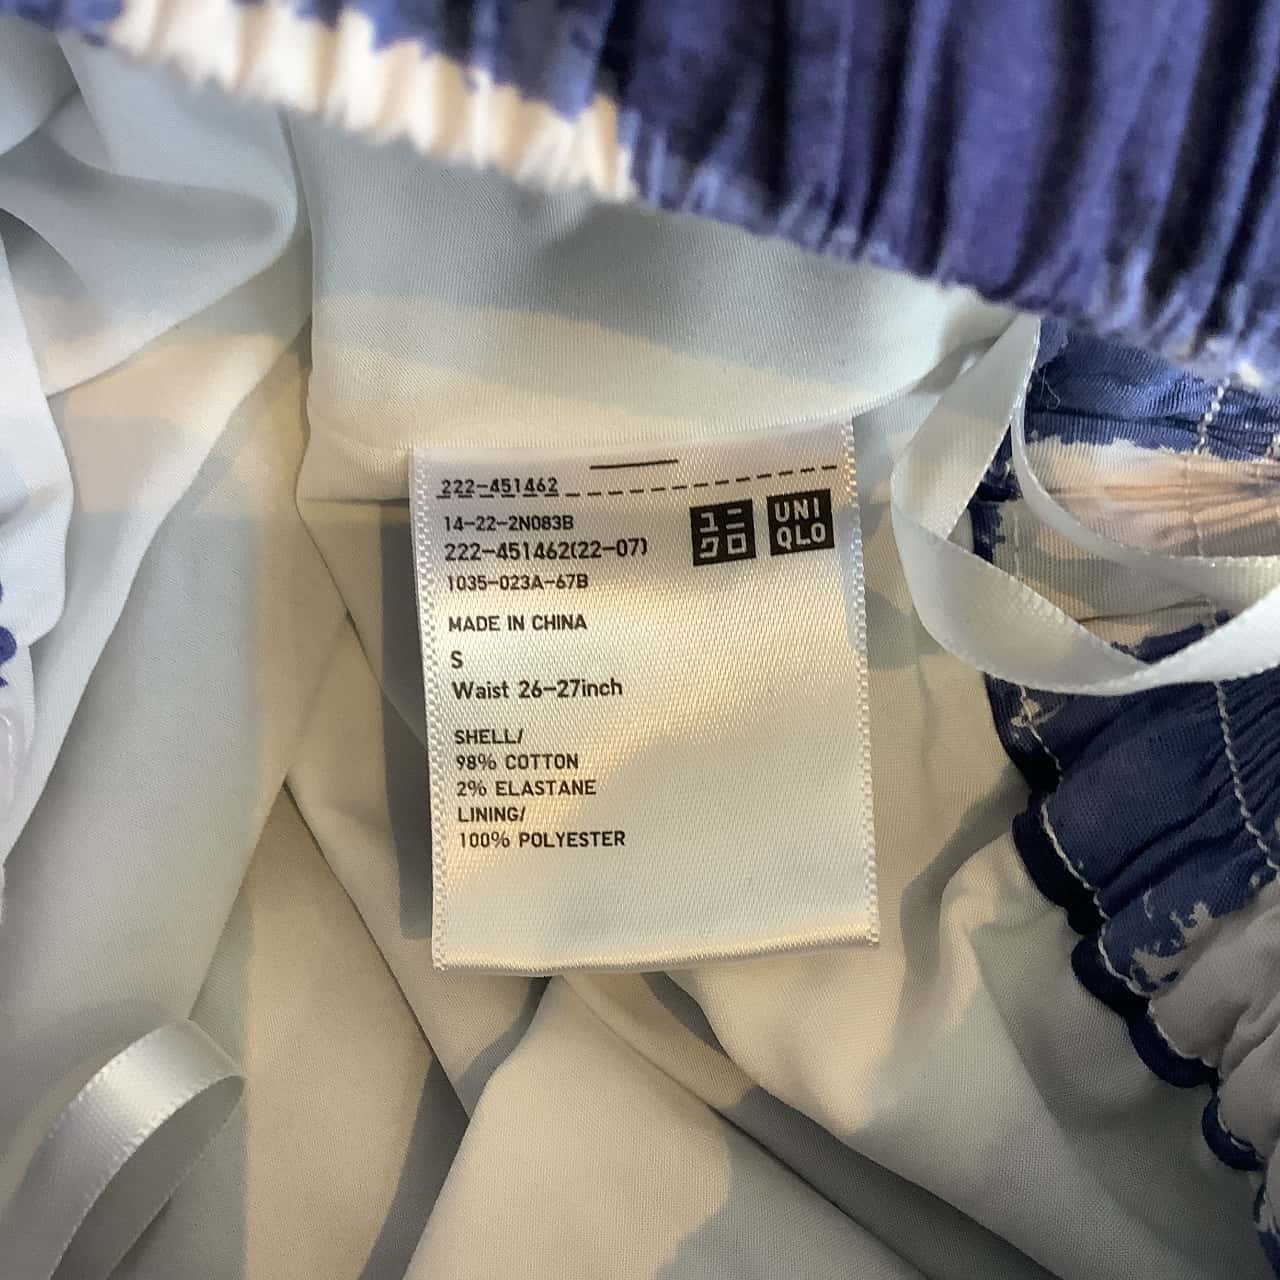 222-451462
14-22-2N083B
222-451462(22-07)
1035-023A-67B
ユニ
クロ
UNI
QLO
MADE IN CHINA
S
Waist 26-27inch
SHELL/
98% COTTON
2% ELASTANE
LINING/
100% POLYESTER